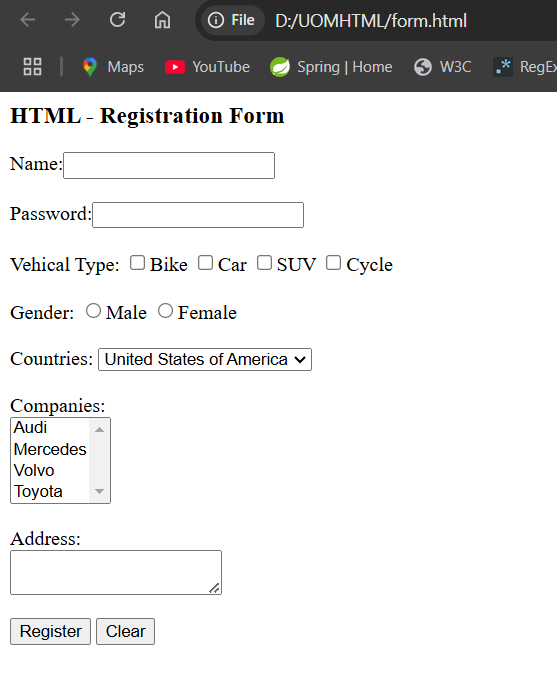 File D:/UOMHTML/form.html
Maps YouTube Spring | Home W3C RegEx
HTML - Registration Form
Name:
Password:
Vehical Type: Bike Car SUV Cycle
Gender: Male Female
Countries: United States of America
Companies:
Audi
Mercedes
Volvo
Toyota
Address:
Register Clear